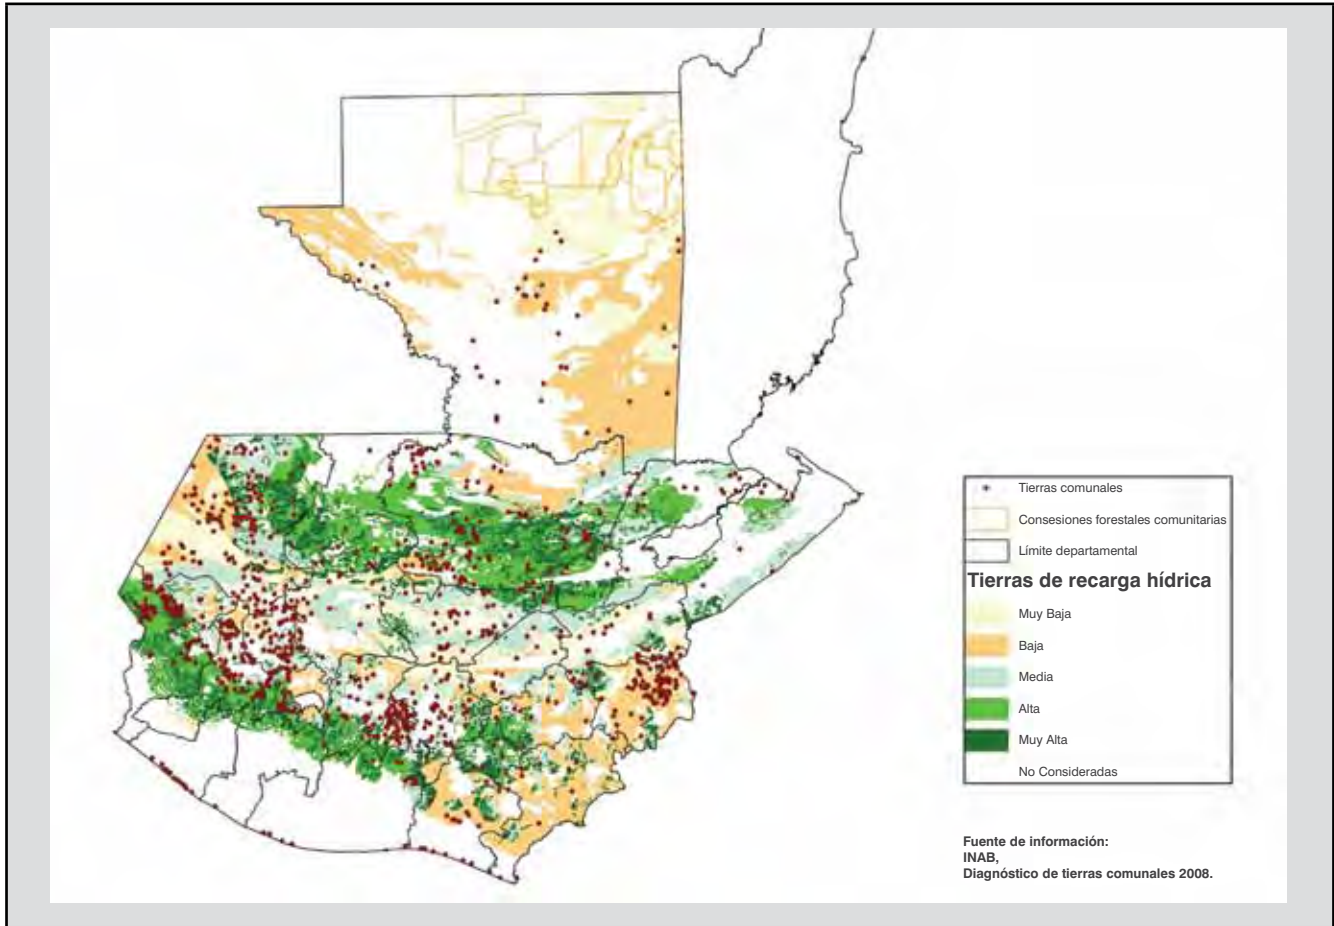 Tierras comunales
Consesiones forestales comunitarias
Límite departamental
Tierras de recarga hídrica
Muy Baja
Baja
Media
Alta
Muy Alta
No Consideradas
Fuente de información:
INAB,
Diagnóstico de tierras comunales 2008.